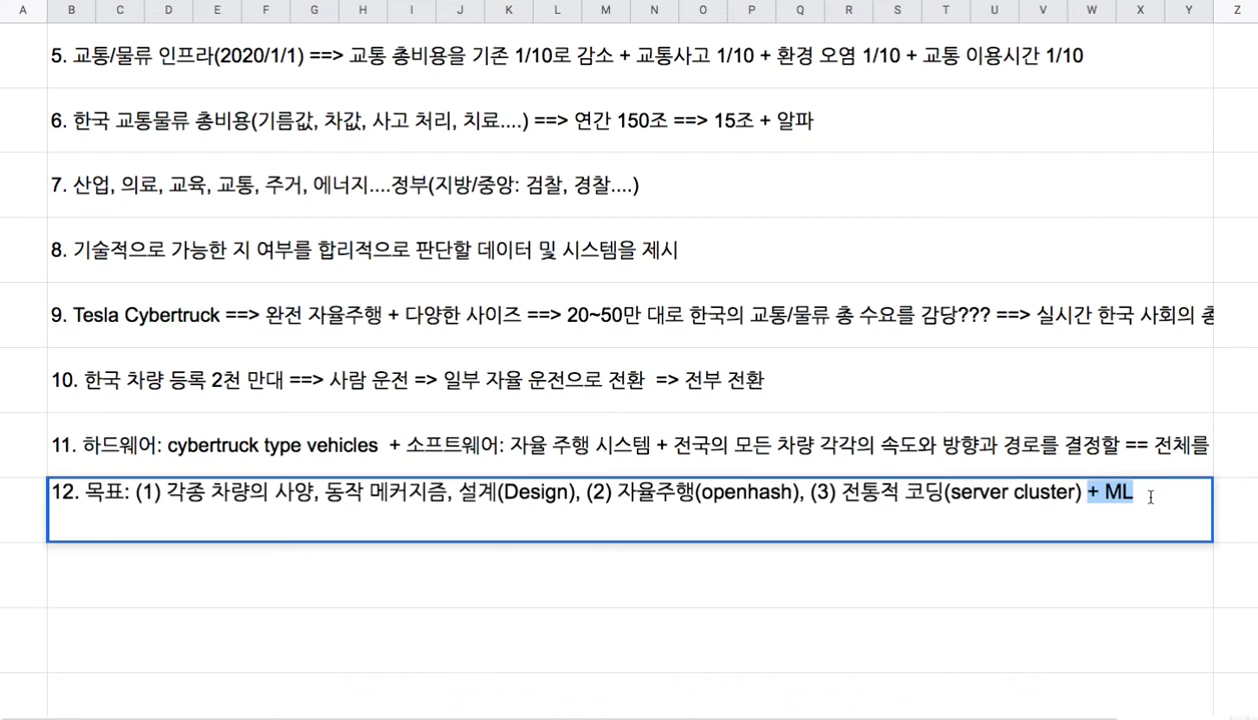 A B C D E F G H I J K L M N O P Q R S T U V W X Y Z
5. 교통/물류 인프라(2020/1/1) ==> 교통 총비용을 기존 1/10로 감소 + 교통사고 1/10 + 환경 오염 1/10 + 교통 이용시간 1/10
6. 한국 교통물류 총비용(기름값, 차값, 사고 처리, 치료....) ==> 연간 150조 ==> 15조 + 알파
7. 산업, 의료, 교육, 교통, 주거, 에너지....정부(지방/중앙: 검찰, 경찰....)
8. 기술적으로 가능한 지 여부를 합리적으로 판단할 데이터 및 시스템을 제시
9. Tesla Cybertruck ==> 완전 자율주행 + 다양한 사이즈 ==> 20~50만 대로 한국의 교통/물류 총 수요를 감당??? ==> 실시간 한국 사회의
10. 한국 차량 등록 2천 만대 ==> 사람 운전 => 일부 자율 운전으로 전환 => 전부 전환
11. 하드웨어: cybertruck type vehicles + 소프트웨어: 자율 주행 시스템 + 전국의 모든 차량 각각의 속도와 방향과 경로를 결정할 == 전체를
12. 목표: (1) 각종 차량의 사양, 동작 메커지즘, 설계(Design), (2) 자율주행(openhash), (3) 전통적 코딩(server cluster) + ML